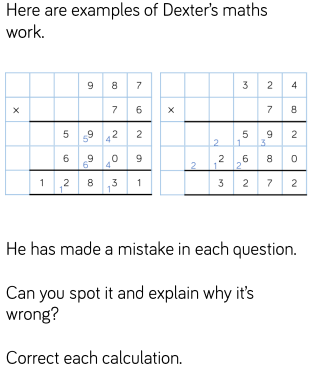 Here are examples of Dexter's maths
work.
9 8 7
× 7 6
5 5 9 4 2 2
6 6 9 4 0 9
1 1 2 8 1 3 1
3 2 4
× 7 8
2 1 5 3 9 2
2 1 2 2 6 8 0
3 2 7 2
He has made a mistake in each question.
Can you spot it and explain why it's
wrong?
Correct each calculation.